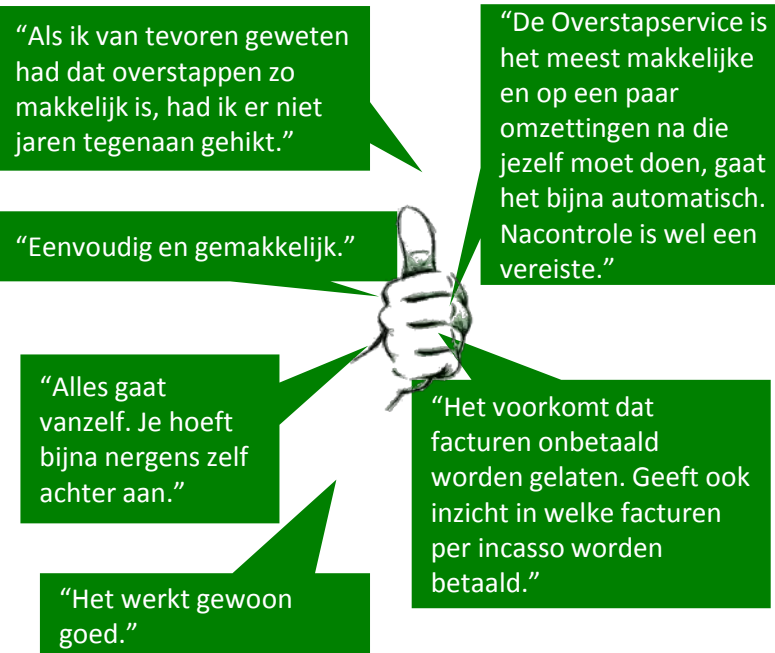 “Als ik van tevoren geweten
had dat overstappen zo
makkelijk is, had ik er niet
jaren tegenaan gehikt.”
“De Overstapservice is
het meest makkelijke
en op een paar
omzettingen na die
jezelf moet doen, gaat
het bijna automatisch.
Nacontrole is wel een
vereiste.”
“Eenvoudig en gemakkelijk.”
“Alles gaat
vanzelf. Je hoeft
bijna nergens zelf
achter aan.”
“Het voorkomt dat
facturen onbetaald
worden gelaten. Geeft ook
inzicht in welke facturen
per incasso worden
betaald.”
“Het werkt gewoon
goed.”